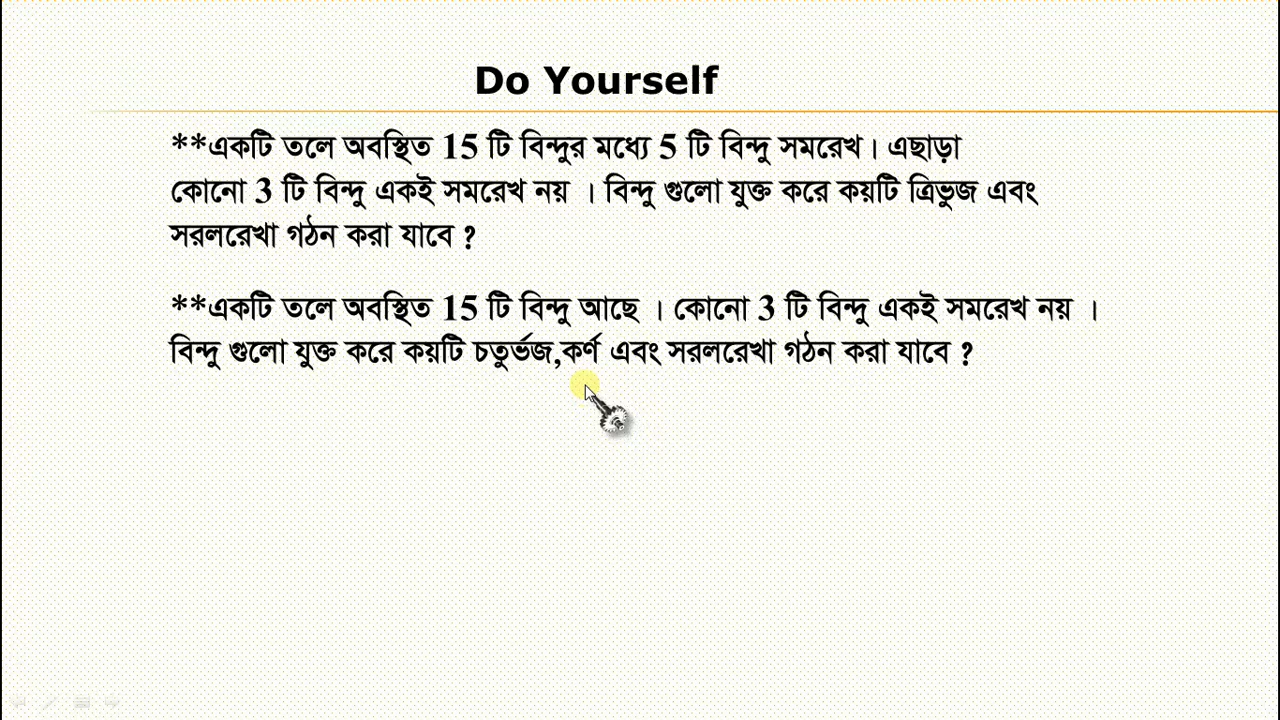 Do Yourself
**একটি তলে অবস্থিত 15 টি বিন্দুর মধ্যে 5 টি বিন্দু সমরেখ। এছাড়া
কোনো 3 টি বিন্দু একই সমরেখ নয় । বিন্দু গুলো যুক্ত করে কয়টি ত্রিভুজ এবং
সরলরেখা গঠন করা যাবে ?
**একটি তলে অবস্থিত 15 টি বিন্দু আছে । কোনো 3 টি বিন্দু একই সমরেখ নয় ।
বিন্দু গুলো যুক্ত করে কয়টি চতুর্ভজ,কর্ণ এবং সরলরেখা গঠন করা যাবে ?